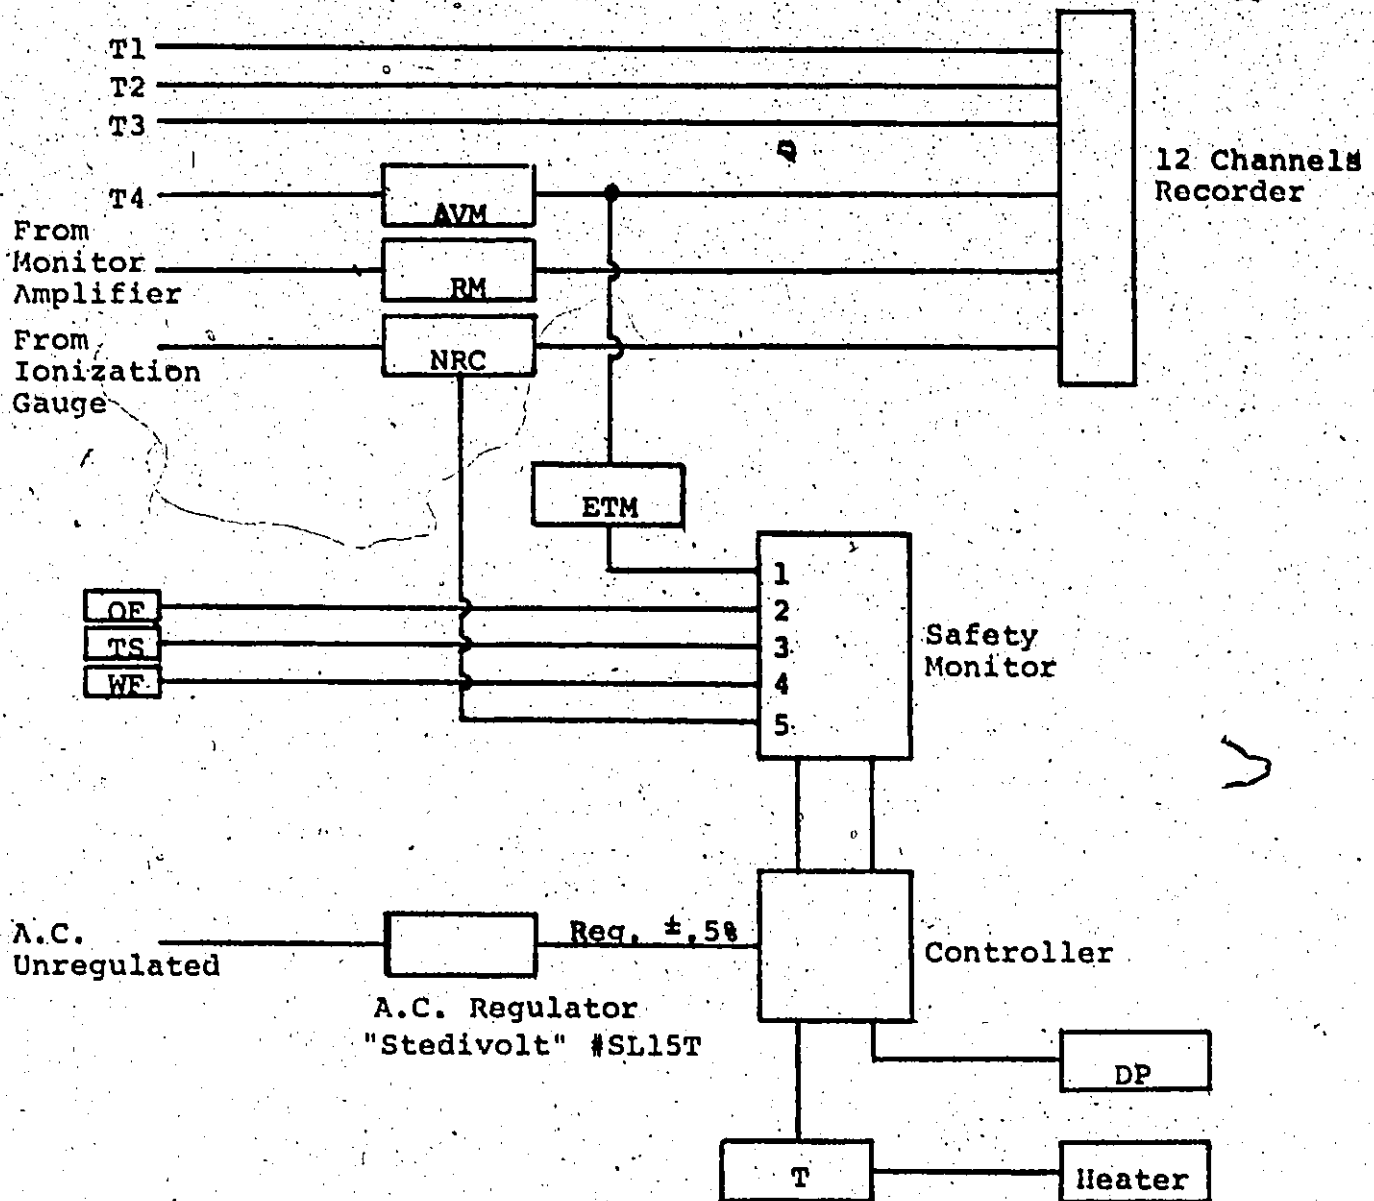 T1
T2
T3
12 Channels
Recorder
T4
AVM
From
Monitor
Amplifier
RM
From
Ionization
Gauge
NRC
ETM
1
OF
2
TS
3
Safety
Monitor
WF
4
5
A.C.
Unregulated
Reg. ±.5%
Controller
A.C. Regulator
"Stedivolt" #SL15T
DP
T
Heater